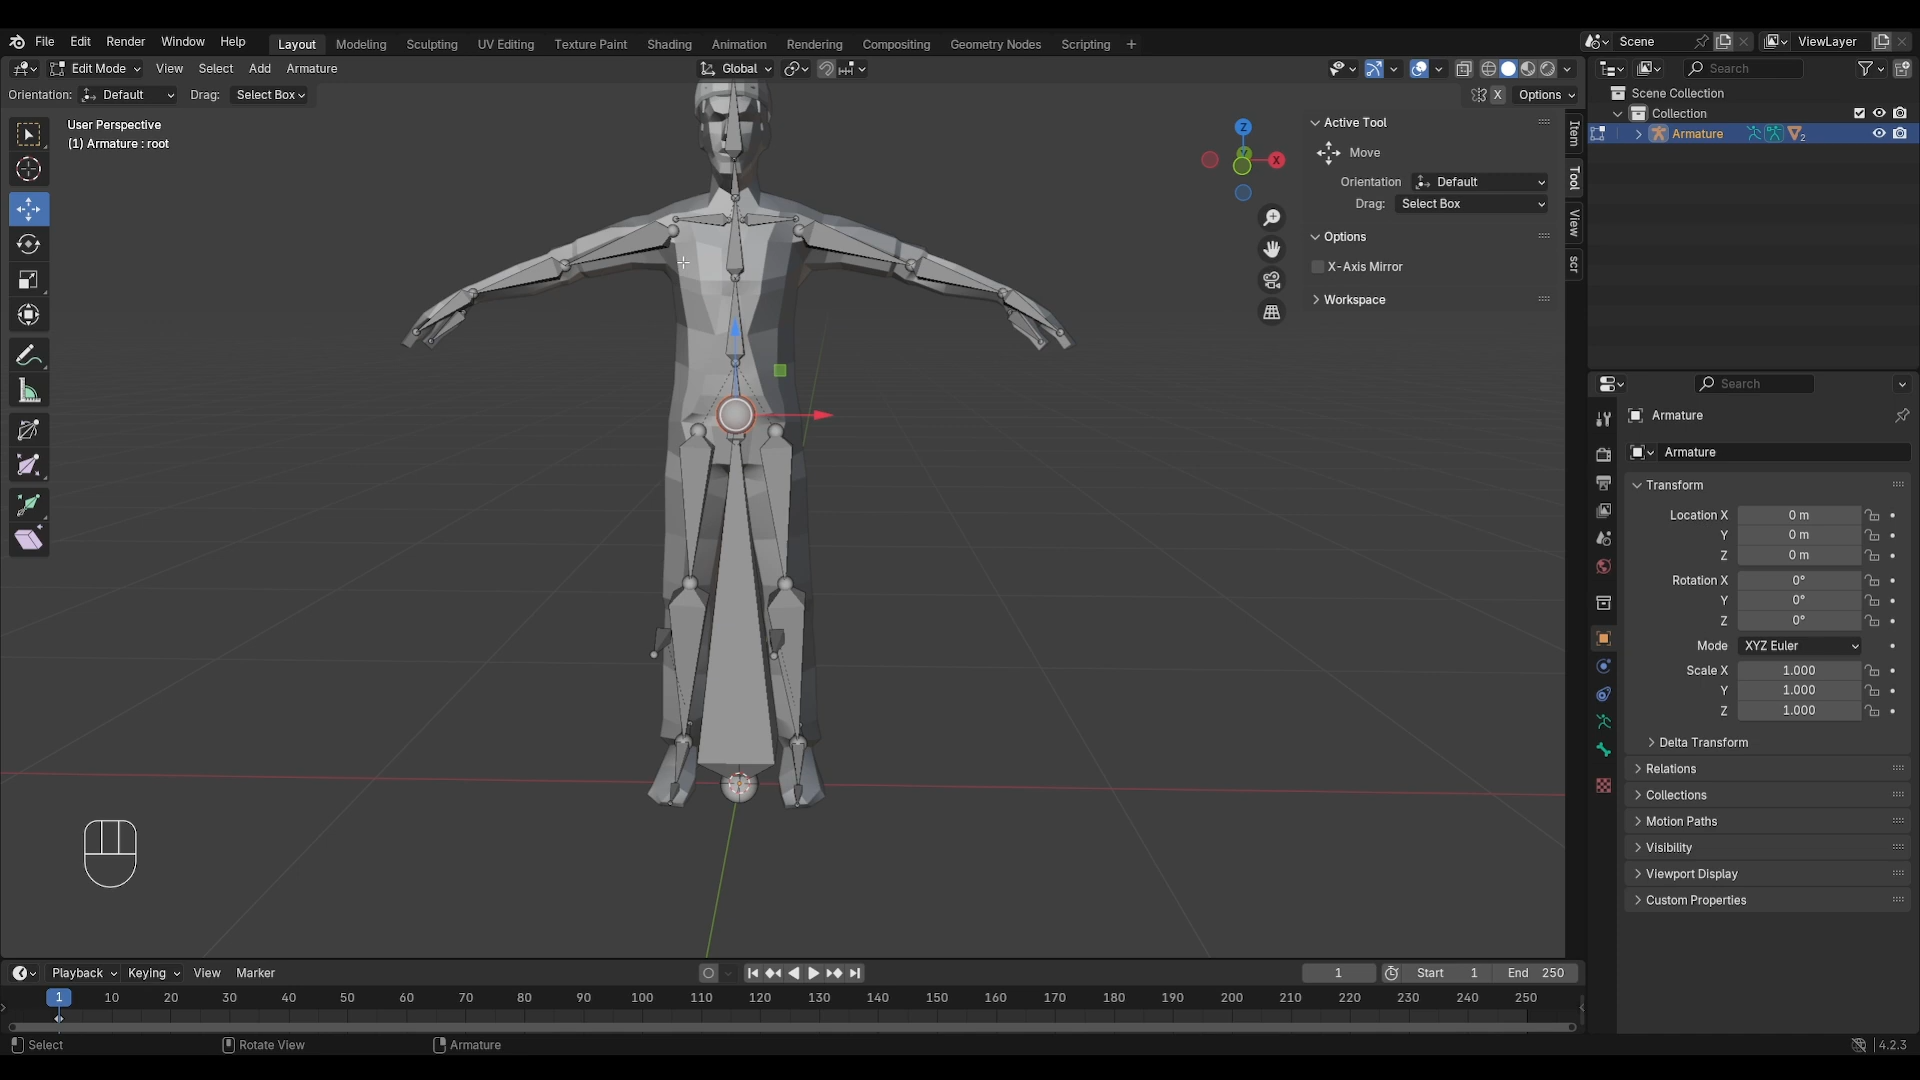 File Edit Render Window Help Layout Modeling Sculpting UV Editing Texture Paint Shading Animation Rendering Compositing Geometry Nodes Scripting + Scene ViewLayer
Edit Mode View Select Add Armature Global Search
Orientation: Default Drag: Select Box X Options
Scene Collection
Collection
Armature 2
User Perspective
(1) Armature : root
Z
X
Y
Active Tool
Move
Orientation Default
Drag: Select Box
Options
X-Axis Mirror
Workspace
Item
Tool
View
scr
Search
Armature
Armature
Transform
Location X 0 m
Y 0 m
Z 0 m
Rotation X 0°
Y 0°
Z 0°
Mode XYZ Euler
Scale X 1.000
Y 1.000
Z 1.000
Delta Transform
Relations
Collections
Motion Paths
Visibility
Viewport Display
Custom Properties
Playback Keying View Marker 1 Start 1 End 250
1 10 20 30 40 50 60 70 80 90 100 110 120 130 140 150 160 170 180 190 200 210 220 230 240 250
Select Rotate View Armature 4.2.3